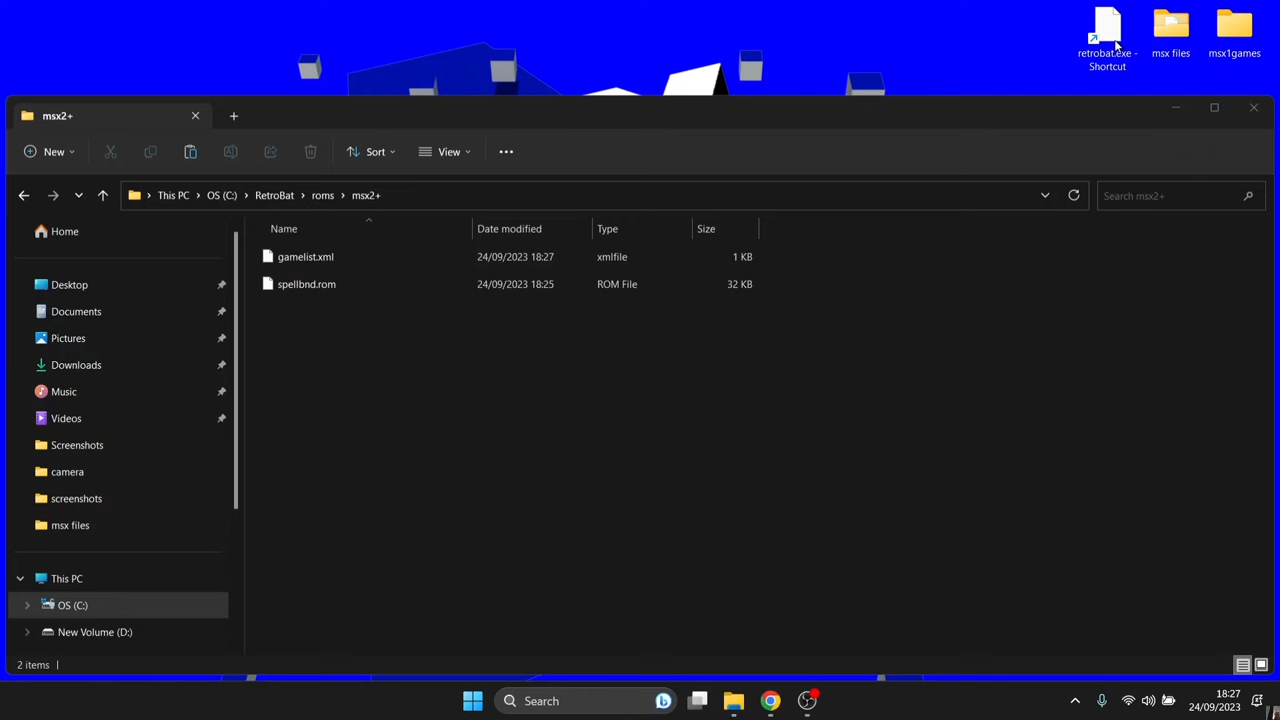 retrobat.exe -
Shortcut
msx files
msx1games
msx2+
New
Sort
View
This PC
OS (C:)
RetroBat
roms
msx2+
Search msx2+
Home
Desktop
Documents
Pictures
Downloads
Music
Videos
Screenshots
camera
screenshots
msx files
This PC
OS (C:)
New Volume (D:)
Name Date modified Type Size
gamelist.xml 24/09/2023 18:27 xmlfile 1 KB
spellbnd.rom 24/09/2023 18:25 ROM File 32 KB
2 items
Search
18:27
24/09/2023